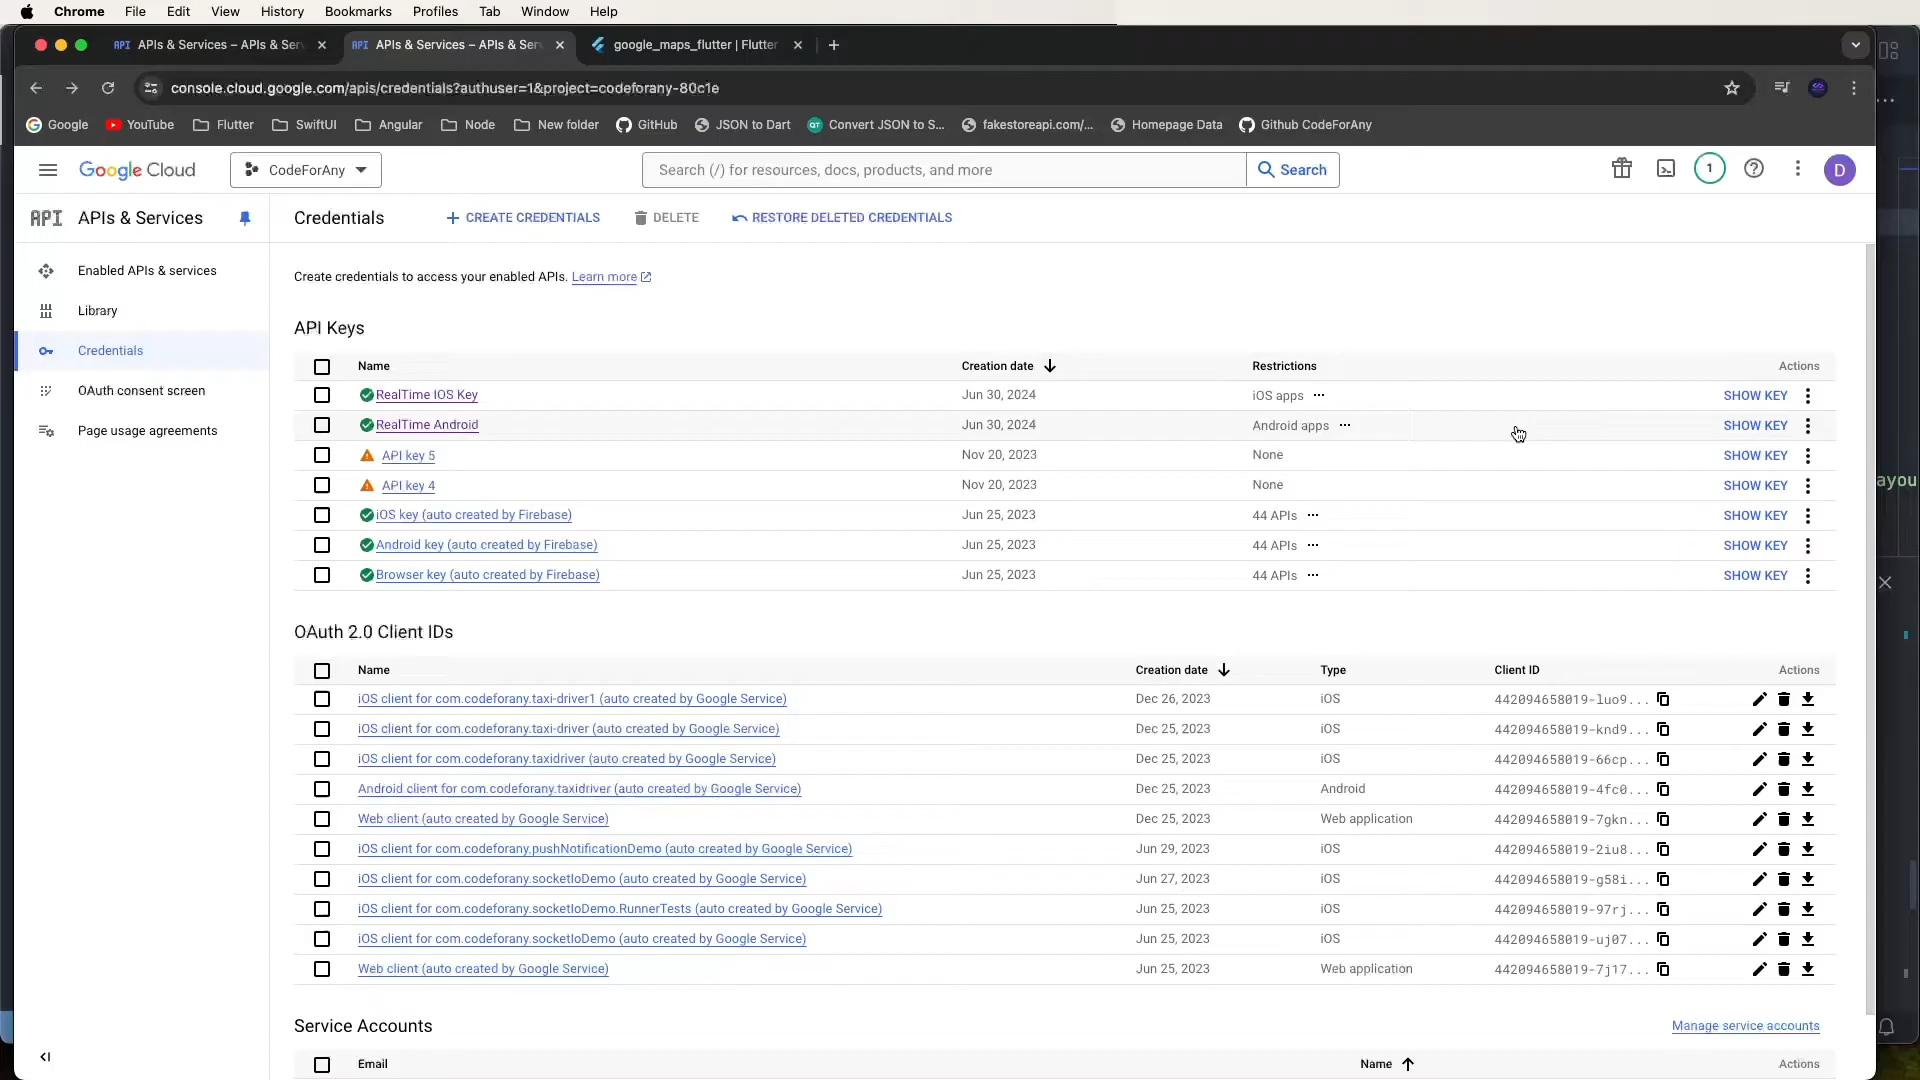 Chrome File Edit View History Bookmarks Profiles Tab Window Help
API APIs & Services – APIs & Ser
API APIs & Services – APIs & Ser
google_maps_flutter | Flutter
console.cloud.google.com/apis/credentials?authuser=1&project=codeforany-80c1e
Google YouTube Flutter SwiftUI Angular Node New folder GitHub JSON to Dart Convert JSON to S... fakestoreapi.com/... Homepage Data Github CodeForAny
Google Cloud CodeForAny Search (/) for resources, docs, products, and more Search 1 D
API APIs & Services
Credentials CREATE CREDENTIALS DELETE RESTORE DELETED CREDENTIALS
Enabled APIs & services
Library
Credentials
OAuth consent screen
Page usage agreements
Create credentials to access your enabled APIs. Learn more
API Keys
Name Creation date Restrictions Actions
RealTime IOS Key Jun 30, 2024 iOS apps SHOW KEY
RealTime Android Jun 30, 2024 Android apps SHOW KEY
API key 5 Nov 20, 2023 None SHOW KEY
API key 4 Nov 20, 2023 None SHOW KEY
iOS key (auto created by Firebase) Jun 25, 2023 44 APIs SHOW KEY
Android key (auto created by Firebase) Jun 25, 2023 44 APIs SHOW KEY
Browser key (auto created by Firebase) Jun 25, 2023 44 APIs SHOW KEY
OAuth 2.0 Client IDs
Name Creation date Type Client ID Actions
iOS client for com.codeforany.taxi-driver1 (auto created by Google Service) Dec 26, 2023 iOS 442094658019-luo9...
iOS client for com.codeforany.taxi-driver (auto created by Google Service) Dec 25, 2023 iOS 442094658019-knd9...
iOS client for com.codeforany.taxidriver (auto created by Google Service) Dec 25, 2023 iOS 442094658019-66cp...
Android client for com.codeforany.taxidriver (auto created by Google Service) Dec 25, 2023 Android 442094658019-4fc0...
Web client (auto created by Google Service) Dec 25, 2023 Web application 442094658019-7gkn...
iOS client for com.codeforany.pushNotificationDemo (auto created by Google Service) Jun 29, 2023 iOS 442094658019-2iu8...
iOS client for com.codeforany.socketIoDemo (auto created by Google Service) Jun 27, 2023 iOS 442094658019-g58i...
iOS client for com.codeforany.socketIoDemo.RunnerTests (auto created by Google Service) Jun 25, 2023 iOS 442094658019-97rj...
iOS client for com.codeforany.socketIoDemo (auto created by Google Service) Jun 25, 2023 iOS 442094658019-uj07...
Web client (auto created by Google Service) Jun 25, 2023 Web application 442094658019-7j17...
Service Accounts Manage service accounts
Email Name Actions
ayou